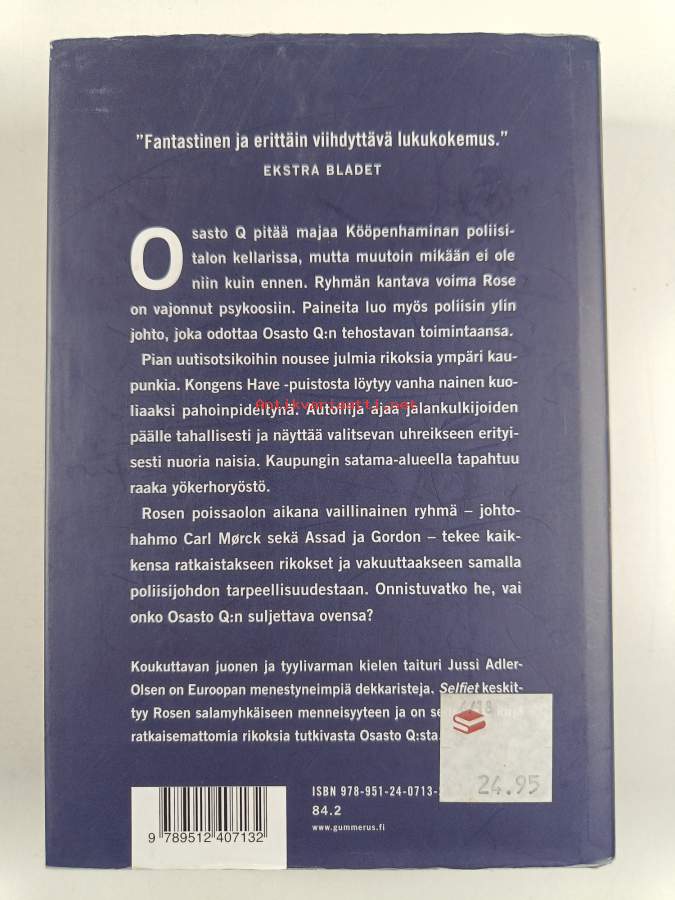 ”Fantastinen ja erittäin viihdyttävä lukukokemus.”
EKSTRA BLADET
Osasto Q pitää majaa Kööpenhaminan poliisi-
talon kellarissa, mutta muutoin mikään ei ole
niin kuin ennen. Ryhmän kantava voima Rose
on vajonnut psykoosiin. Paineita luo myös poliisin ylin
johto, joka odottaa Osasto Q:n tehostavan toimintaansa.
Pian uutisotsikoihin nousee julmia rikoksia ympäri kau-
punkia. Kongens Have -puistosta löytyy vanha nainen kuo-
liaaksi pahoinpideltynä. Autoilija ajaa jalankulkijoiden
Antikvariaatti.net
päälle tahallisesti ja näyttää valitsevan uhreikseen erityi-
sesti nuoria naisia. Kaupungin satama-alueella tapahtuu
raaka yökerhoryöstö.
Rosen poissaolon aikana vaillinainen ryhmä – johto-
hahmo Carl Mørck sekä Assad ja Gordon – tekee kaik-
kensa ratkaistakseen rikokset ja vakuuttaakseen samalla
poliisijohdon tarpeellisuudestaan. Onnistuvatko he, vai
onko Osasto Q:n suljettava ovensa?
Koukuttavan juonen ja tyylivarman kielen taituri Jussi Adler-
Olsen on Euroopan menestyneimpiä dekkaristeja. Selfiet keskit-
tyy Rosen salamyhkäiseen menneisyyteen ja on
ratkaisemattomia rikoksia tutkivasta Osasto Q:sta.
24.95
ISBN 978-951-24-0713-
84.2
www.gummerus.fi
9 789512 407132